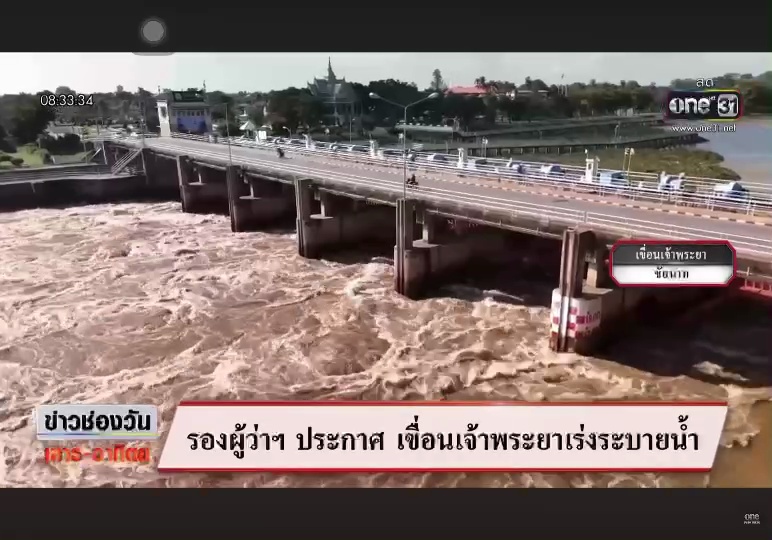 08:33:34
สด
one 31
www.one31.net
เขื่อนเจ้าพระยา
ชัยนาท
ข่าวช่องวัน
เสาร์-อาทิตย์
รองผู้ว่าฯ ประกาศ เขื่อนเจ้าพระยาเร่งระบายน้ำ
one